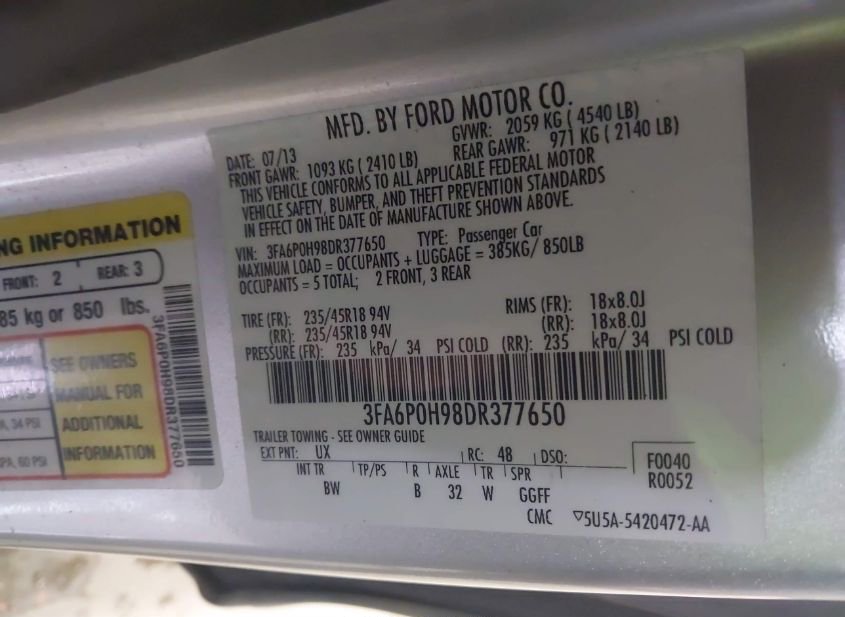 MFD. BY FORD MOTOR CO.
DATE: 07/13 GVWR: 2059 KG ( 4540 LB)
FRONT GAWR: 1093 KG ( 2410 LB) REAR GAWR: 971 KG ( 2140 LB)
THIS VEHICLE CONFORMS TO ALL APPLICABLE FEDERAL MOTOR
VEHICLE SAFETY, BUMPER, AND THEFT PREVENTION STANDARDS
IN EFFECT ON THE DATE OF MANUFACTURE SHOWN ABOVE.
VIN: 3FA6P0H98DR377650 TYPE: Passenger Car
MAXIMUM LOAD = OCCUPANTS + LUGGAGE = 385KG/ 850LB
OCCUPANTS = 5 TOTAL; 2 FRONT, 3 REAR
TIRE (FR): 235/45R18 94V RIMS (FR): 18x8.0J
(RR): 235/45R18 94V (RR): 18x8.0J
PRESSURE (FR): 235 kPa/ 34 PSI COLD (RR): 235 kPa/ 34 PSI COLD
3FA6P0H98DR377650
TRAILER TOWING - SEE OWNER GUIDE
EXT PNT: UX RC: 48 DSO:
F0040
R0052
INT TR TP/PS R AXLE TR SPR
BW B 32 W GGFF
CMC ▽5U5A-5420472-AA
NG INFORMATION
FRONT: 2 REAR: 3
85 kg or 850 lbs.
SEE OWNERS
MANUAL FOR
ADDITIONAL
INFORMATION
34 PSI
PA, 60 PSI
3FA6P0H98DR377650